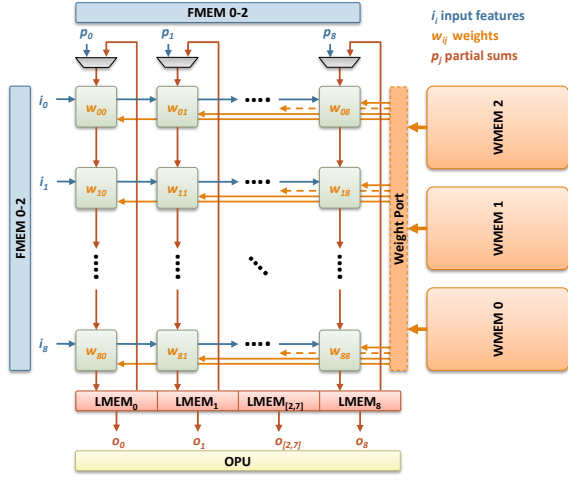 FMEM 0-2
i_i input features
w_ij weights
p_j partial sums
p_0 p_1 p_8
FMEM 0-2
i_0 w_00 w_01 w_08
i_1 w_10 w_11 w_18
i_8 w_80 w_81 w_88
Weight Port
WMEM 2
WMEM 1
WMEM 0
LMEM_0 LMEM_1 LMEM_[2,7] LMEM_8
o_0 o_1 o_[2,7] o_8
OPU